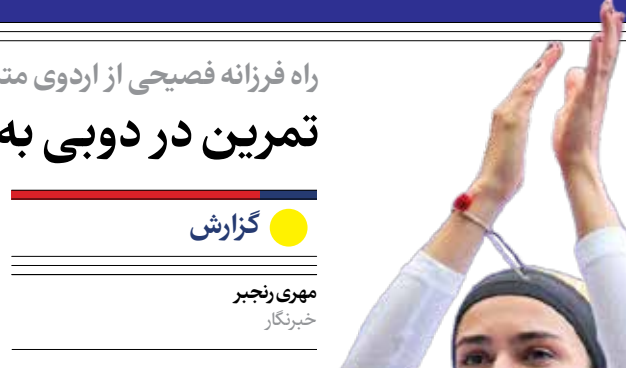 راه فرزانه فصیحی از اردوی
تمرین در دوبی به
گزارش
مهری رنجبر
خبرنگار